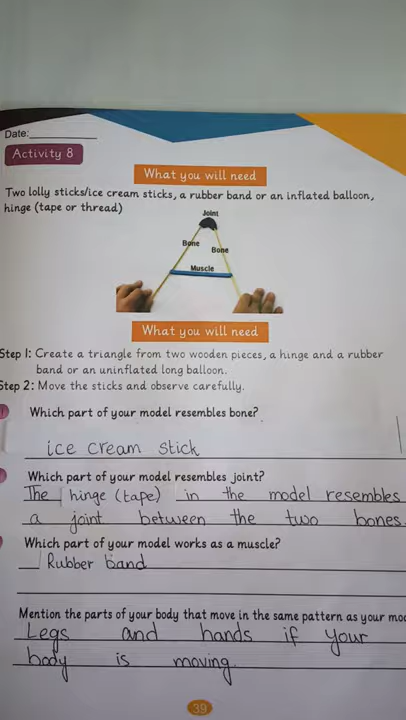 Date:
Activity 8
What you will need
Two lolly sticks/ice cream sticks, a rubber band or an inflated balloon,
hinge (tape or thread)
Joint
Bone
Bone
Muscle
What you will need
Step 1: Create a triangle from two wooden pieces, a hinge and a rubber
band or an uninflated long balloon.
Step 2: Move the sticks and observe carefully.
Which part of your model resembles bone?
ice cream stick
Which part of your model resembles joint?
The hinge (tape) in the model resembles
a joint between the two bones
Which part of your model works as a muscle?
Rubber band
Mention the parts of your body that move in the same pattern as your
Legs and hands if your
body is moving.
39